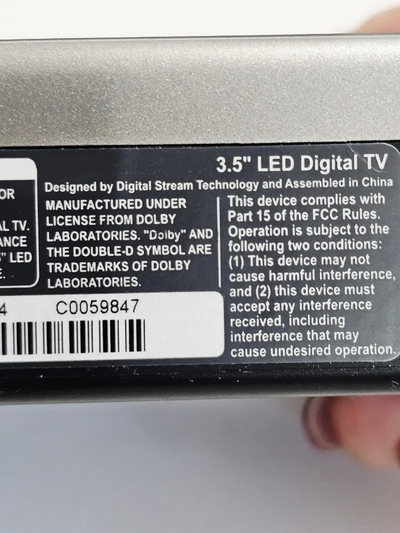 3.5" LED Digital TV
Designed by Digital Stream Technology and Assembled in China
OR
AL TV.
ANCE
5" LED
E.
MANUFACTURED UNDER
LICENSE FROM DOLBY
LABORATORIES. "Dolby" AND
THE DOUBLE-D SYMBOL ARE
TRADEMARKS OF DOLBY
LABORATORIES.
This device complies with
Part 15 of the FCC Rules.
Operation is subject to the
following two conditions:
(1) This device may not
cause harmful interference,
and (2) this device must
accept any interference
received, including
interference that may
cause undesired operation.
4 C0059847